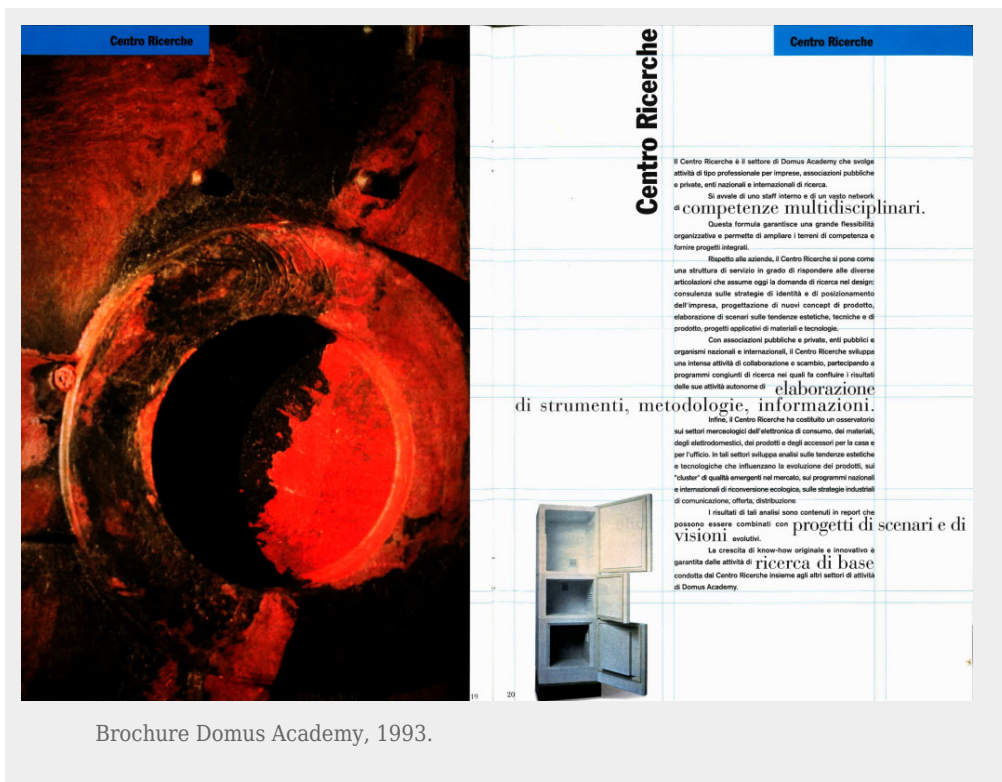 Centro Ricerche
Centro Ricerche
Centro Ricerche
Il Centro Ricerche è il settore di Domus Academy che svolge
attività di tipo professionale per imprese, associazioni pubbliche
e private, enti nazionali e internazionali di ricerca.
Si avvale di uno staff interno e di un vasto network
di competenze multidisciplinari.
Questa formula garantisce una grande flessibilità
organizzativa e permette di ampliare i terreni di competenza e
fornire progetti integrati.
Rispetto alle aziende, il Centro Ricerche si pone come
una struttura di servizio in grado di rispondere alle diverse
articolazioni che assume oggi la domanda di ricerca nel design:
consulenza sulle strategie di identità e di posizionamento
dell'impresa, progettazione di nuovi concept di prodotto,
elaborazione di scenari sulle tendenze estetiche, tecniche e di
prodotto, progetti applicativi di materiali e tecnologie.
Con associazioni pubbliche e private, enti pubblici e
organismi nazionali e internazionali, il Centro Ricerche sviluppa
una intensa attività di collaborazione e scambio, partecipando a
programmi congiunti di ricerca nei quali fa confluire i risultati
delle sue attività autonome di elaborazione
di strumenti, metodologie, informazioni.
Infine, il Centro Ricerche ha costituito un osservatorio
sui settori merceologici dell'elettronica di consumo, dei materiali,
degli elettrodomestici, dei prodotti e degli accessori per la casa e
per l'ufficio. In tali settori sviluppa analisi sulle tendenze estetiche
e tecnologiche che influenzano la evoluzione dei prodotti, sui
"cluster" di qualità emergenti nel mercato, sui programmi nazionali
e internazionali di riconversione ecologica, sulle strategie industriali
di comunicazione, offerta, distribuzione.
I risultati di tali analisi sono contenuti in report che
possono essere combinati con progetti di scenari e di
visioni evolutivi.
La crescita di know-how originale e innovativo è
garantita dalle attività di ricerca di base
condotta dal Centro Ricerche insieme agli altri settori di attività
di Domus Academy.
19
20
Brochure Domus Academy, 1993.